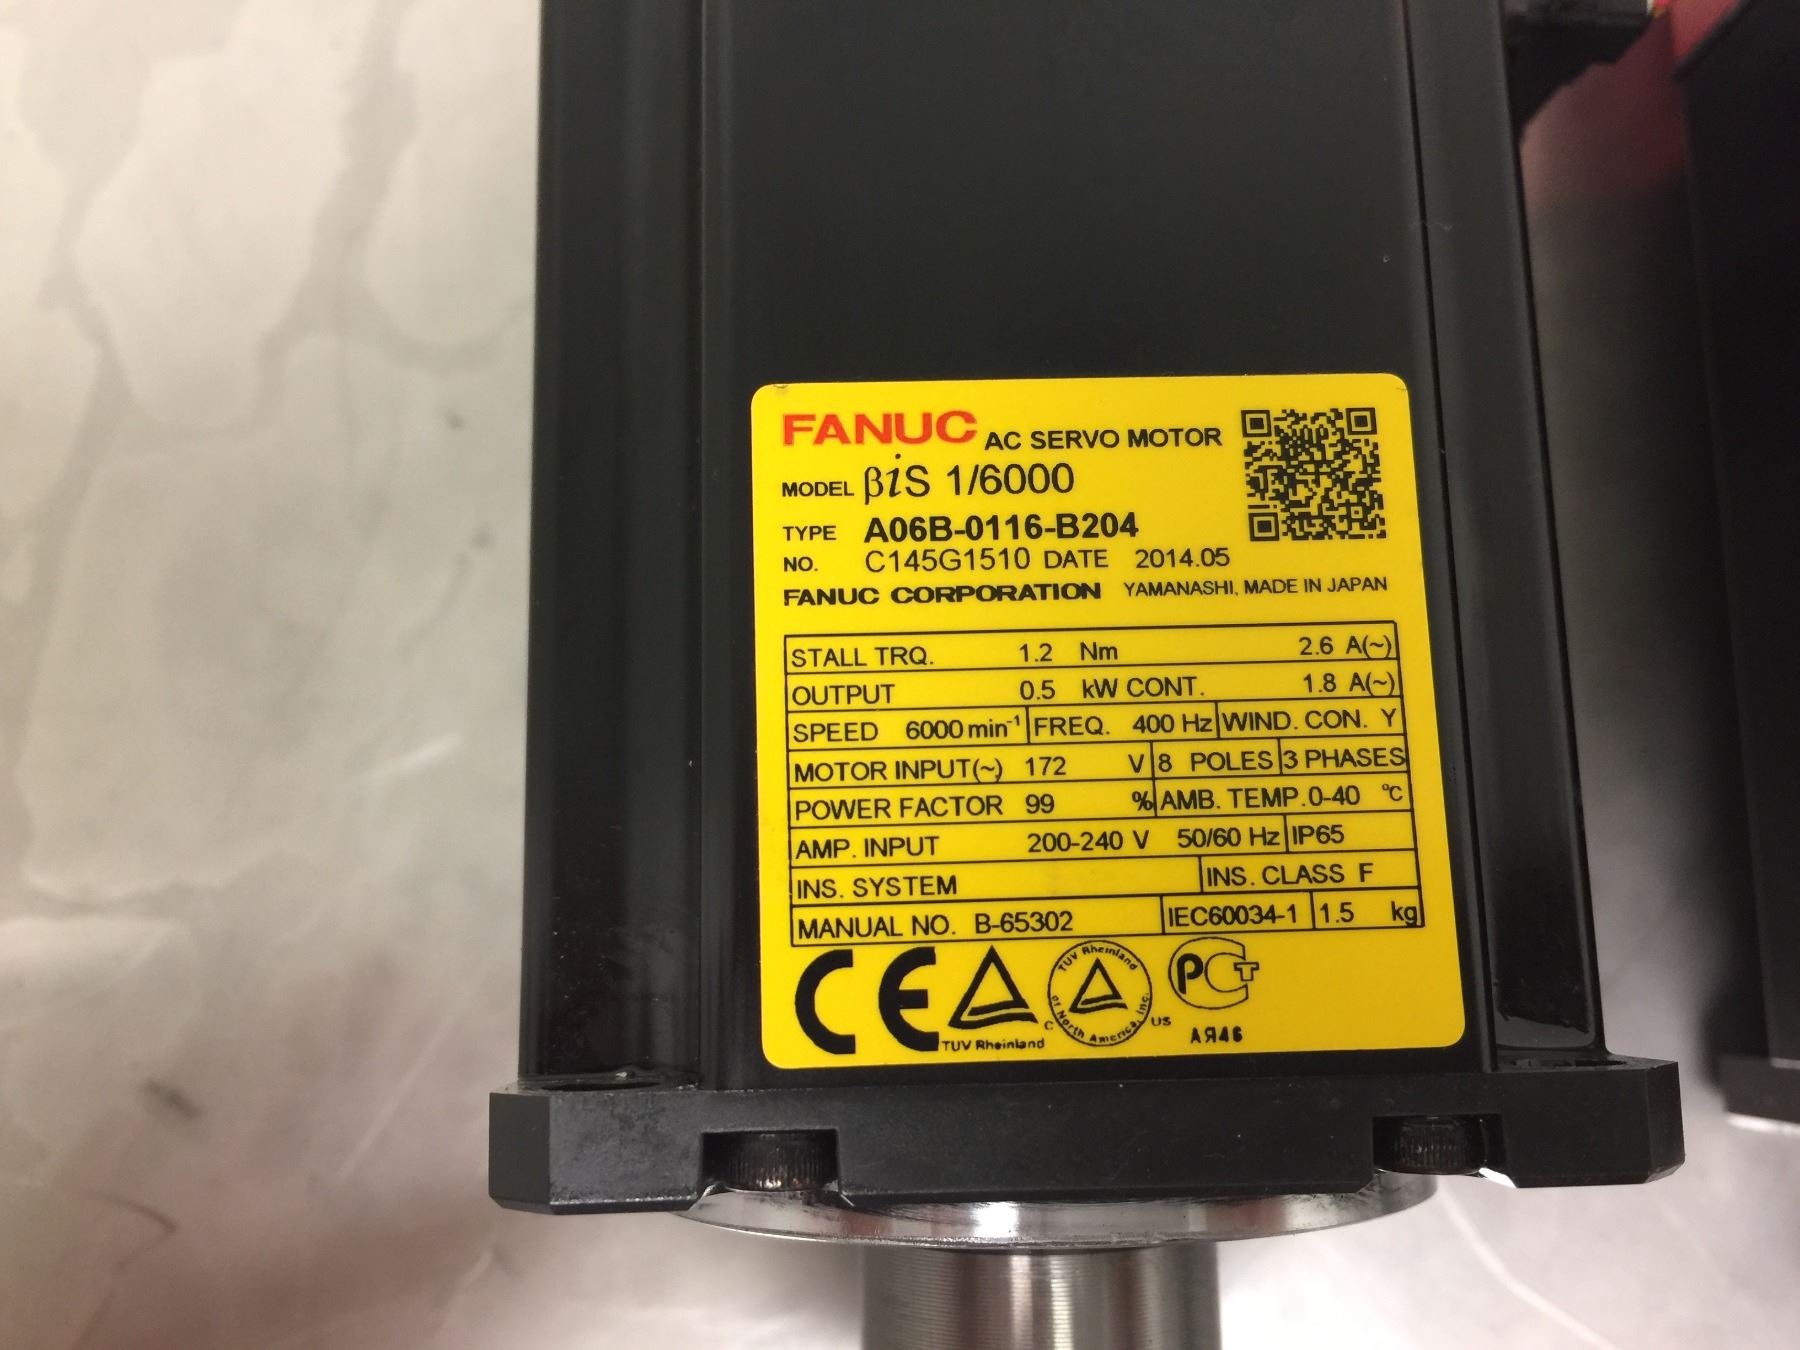 FANUC AC SERVO MOTOR
MODEL βiS 1/6000
TYPE A06B-0116-B204
NO. C145G1510 DATE 2014.05
FANUC CORPORATION YAMANASHI, MADE IN JAPAN
STALL TRQ. 1.2 Nm 2.6 A(~)
OUTPUT 0.5 kW CONT. 1.8 A(~)
SPEED 6000 min-1 FREQ. 400 Hz WIND. CON. Y
MOTOR INPUT(~) 172 V 8 POLES 3 PHASES
POWER FACTOR 99 % AMB. TEMP. 0-40 °C
AMP. INPUT 200-240 V 50/60 Hz IP65
INS. SYSTEM INS. CLASS F
MANUAL NO. B-65302 IEC60034-1 1.5 kg
CE TUV Rheinland C TUV Rheinland of North America, Inc. US PCT
АЯ46